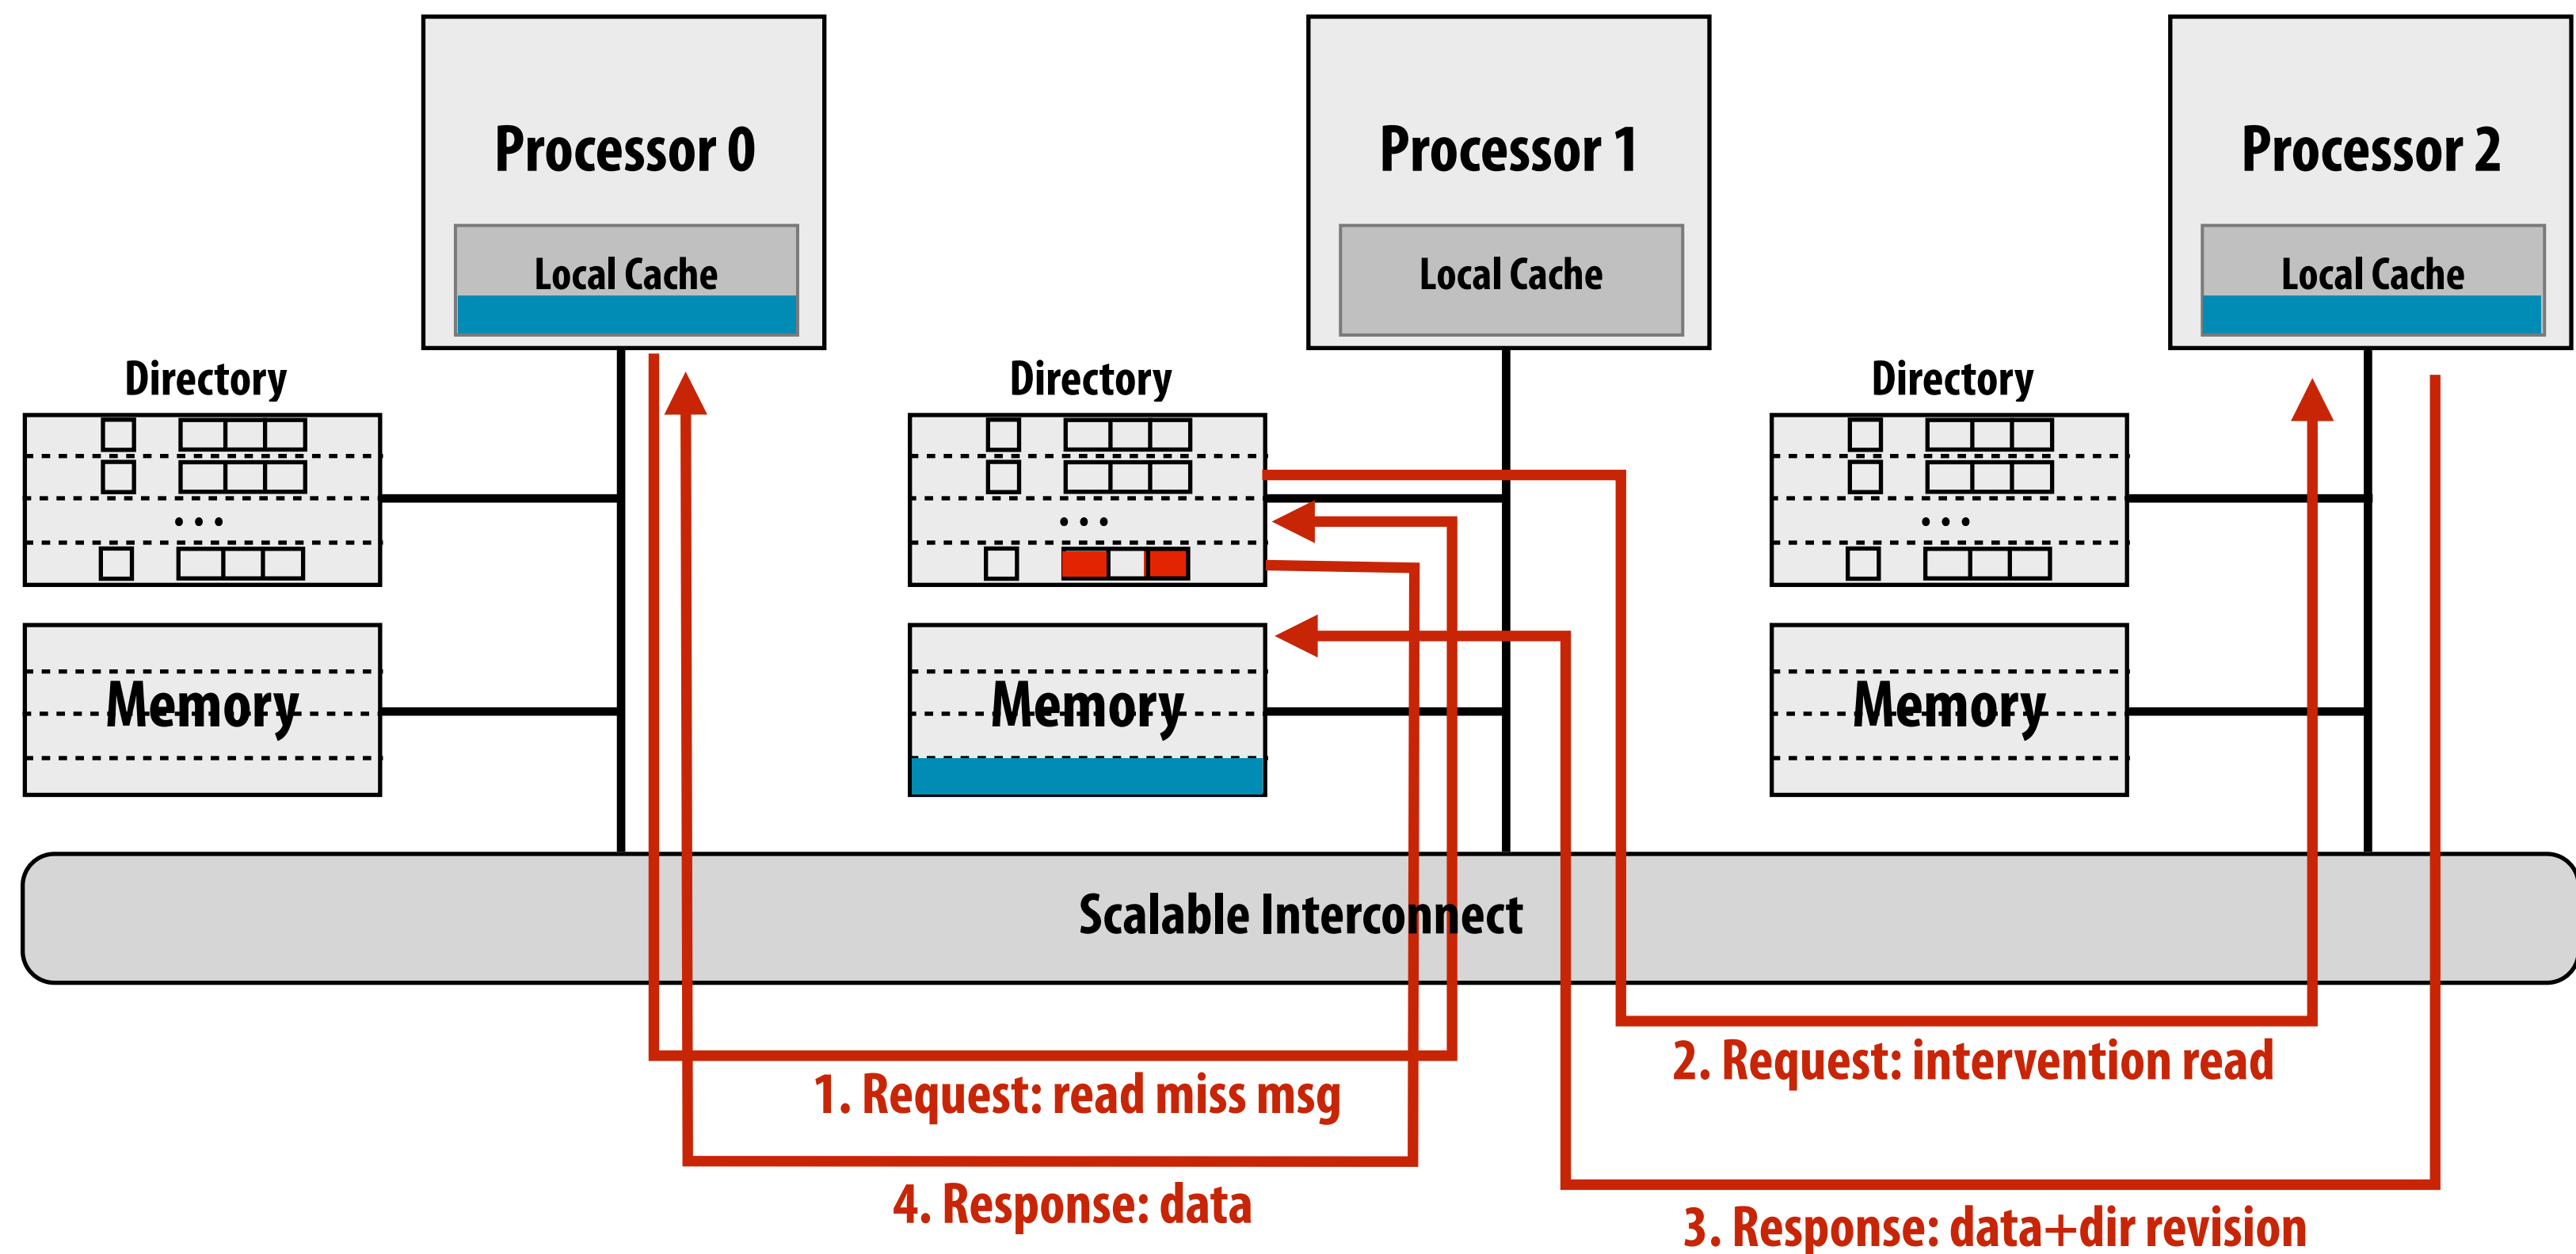 Processor 0
Processor 1
Processor 2
Local Cache
Local Cache
Local Cache
Directory
Directory
Directory
...
...
...
Memory
Memory
Memory
Scalable Interconnect
2. Request: intervention read
1. Request: read miss msg
4. Response: data
3. Response: data+dir revision